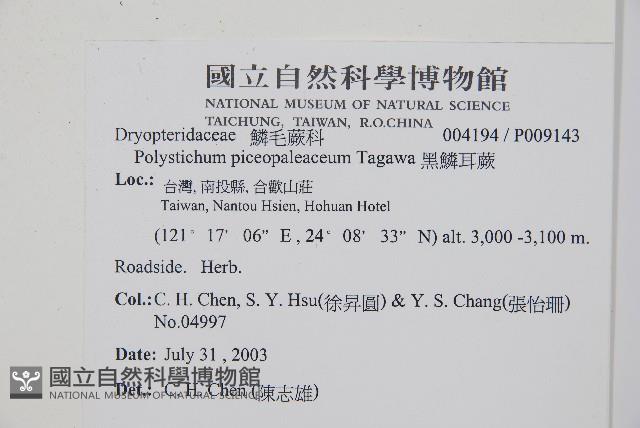 國立自然科學博物館
NATIONAL MUSEUM OF NATURAL SCIENCE
TAICHUNG, TAIWAN, R.O.CHINA
Dryopteridaceae 鱗毛蕨科 004194 / P009143
Polystichum piceopaleaceum Tagawa 黑鱗耳蕨
Loc.: 台灣, 南投縣, 合歡山莊
Taiwan, Nantou Hsien, Hohuan Hotel
(121° 17' 06" E , 24° 08' 33" N) alt. 3,000 -3,100 m.
Roadside. Herb.
Col.: C. H. Chen, S. Y. Hsu(徐昇圓) & Y. S. Chang(張怡珊)
No.04997
Date: July 31 , 2003
Det.: C. H. Chen (陳志雄)
國立自然科學博物館
NATIONAL MUSEUM OF NATURAL SCIENCE